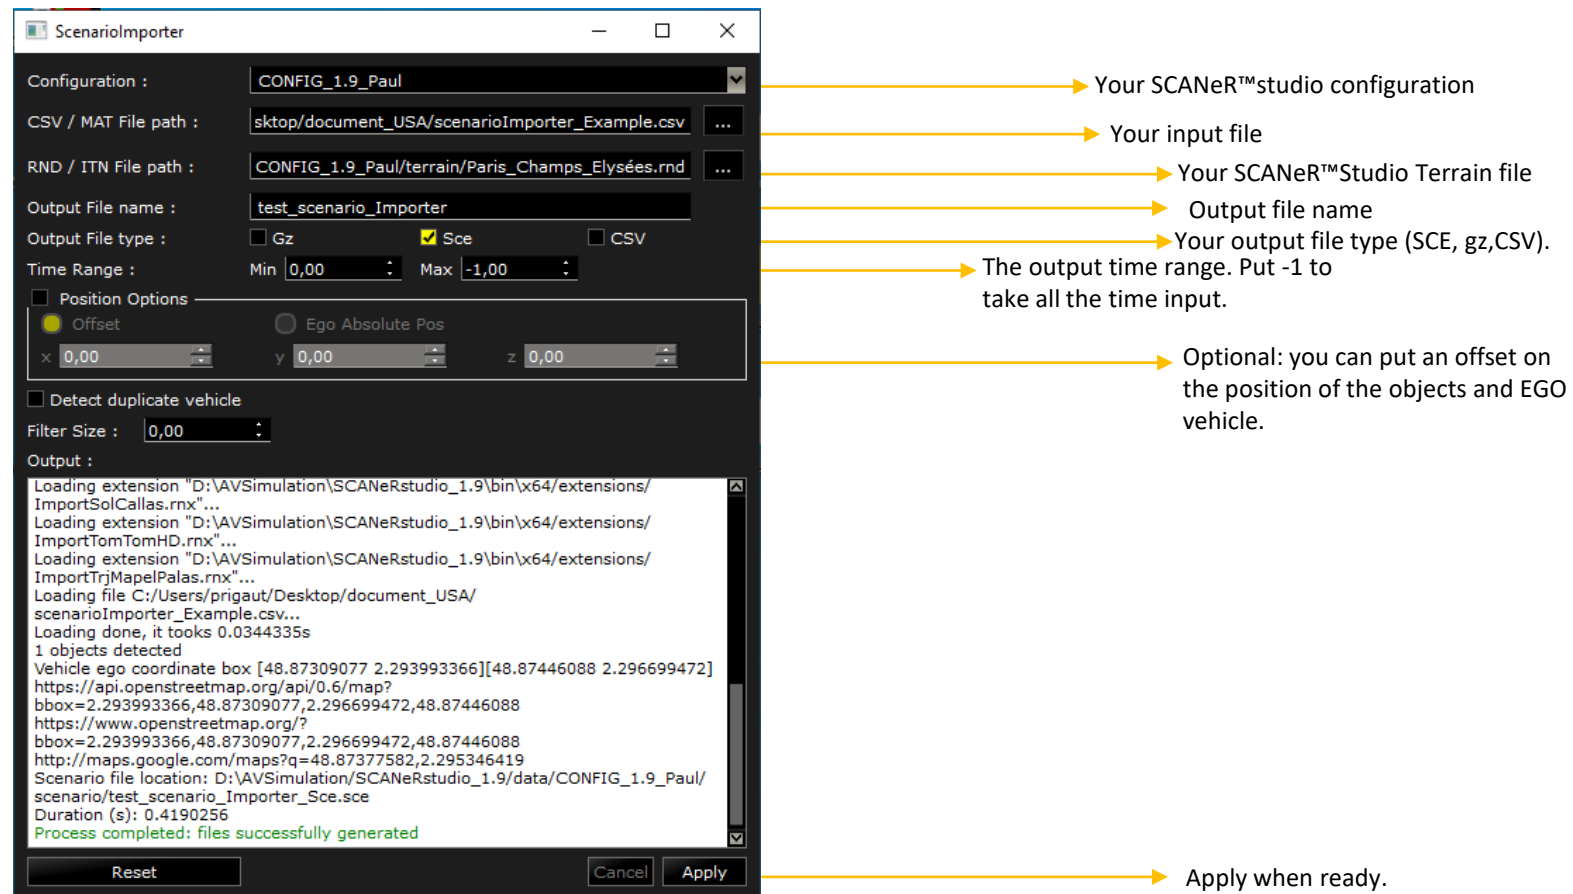 ScenarioImporter
Configuration : CONFIG_1.9_Paul
Your SCANeR™studio configuration
CSV / MAT File path : sktop/document_USA/scenarioImporter_Example.csv ...
Your input file
RND / ITN File path : CONFIG_1.9_Paul/terrain/Paris_Champs_Elysées.rnd ...
Your SCANeR™Studio Terrain file
Output File name : test_scenario_Importer
Output file name
Output File type : Gz Sce CSV
Your output file type (SCE, gz,CSV).
Time Range : Min 0,00 Max -1,00
The output time range. Put -1 to
take all the time input.
Position Options
Offset Ego Absolute Pos
x 0,00 y 0,00 z 0,00
Optional: you can put an offset on
the position of the objects and EGO
vehicle.
Detect duplicate vehicle
Filter Size : 0,00
Output :
Loading extension "D:\AVSimulation\SCANeRstudio_1.9\bin\x64/extensions/
ImportSolCallas.rnx"...
Loading extension "D:\AVSimulation\SCANeRstudio_1.9\bin\x64/extensions/
ImportTomTomHD.rnx"...
Loading extension "D:\AVSimulation\SCANeRstudio_1.9\bin\x64/extensions/
ImportTrjMapelPalas.rnx"...
Loading file C:/Users/prigaut/Desktop/document_USA/
scenarioImporter_Example.csv...
Loading done, it tooks 0.0344335s
1 objects detected
Vehicle ego coordinate box [48.87309077 2.293993366][48.87446088 2.296699472]
https://api.openstreetmap.org/api/0.6/map?
bbox=2.293993366,48.87309077,2.296699472,48.87446088
https://www.openstreetmap.org/?
bbox=2.293993366,48.87309077,2.296699472,48.87446088
http://maps.google.com/maps?q=48.87377582,2.295346419
Scenario file location: D:\AVSimulation/SCANeRstudio_1.9/data/CONFIG_1.9_Paul/
scenario/test_scenario_Importer_Sce.sce
Duration (s): 0.4190256
Process completed: files successfully generated
Reset Cancel Apply
Apply when ready.